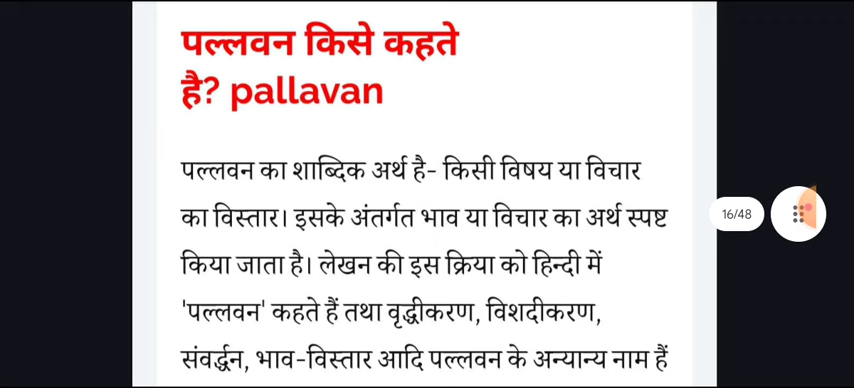 पल्लवन किसे कहते
है? pallavan
पल्लवन का शाब्दिक अर्थ है- किसी विषय या विचार
का विस्तार। इसके अंतर्गत भाव या विचार का अर्थ स्पष्ट
किया जाता है। लेखन की इस क्रिया को हिन्दी में
'पल्लवन' कहते हैं तथा वृद्धीकरण, विशदीकरण,
संवर्द्धन, भाव-विस्तार आदि पल्लवन के अन्यान्य नाम हैं
16/48